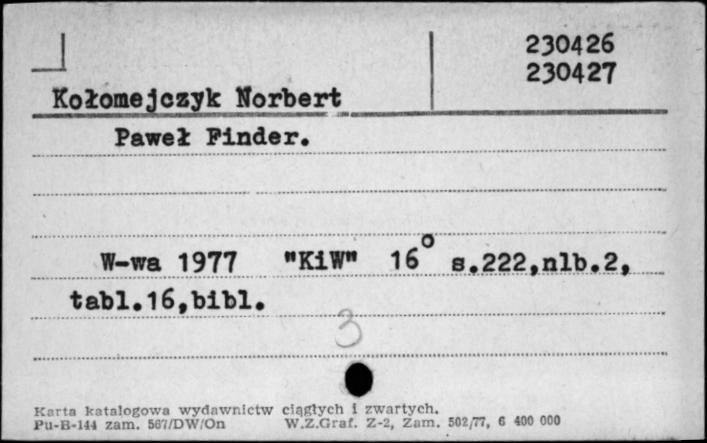 230426
230427
Kołomejczyk Norbert
Paweł Finder.
W-wa 1977 "KiW" 16° s.222,nlb.2,
tabl.16,bibl.
3
Karta katalogowa wydawnictw ciągłych i zwartych.
Pu-B-144 zam. 567/DW/On W.Z.Graf. Z-2, Zam. 502/77, 6 400 000